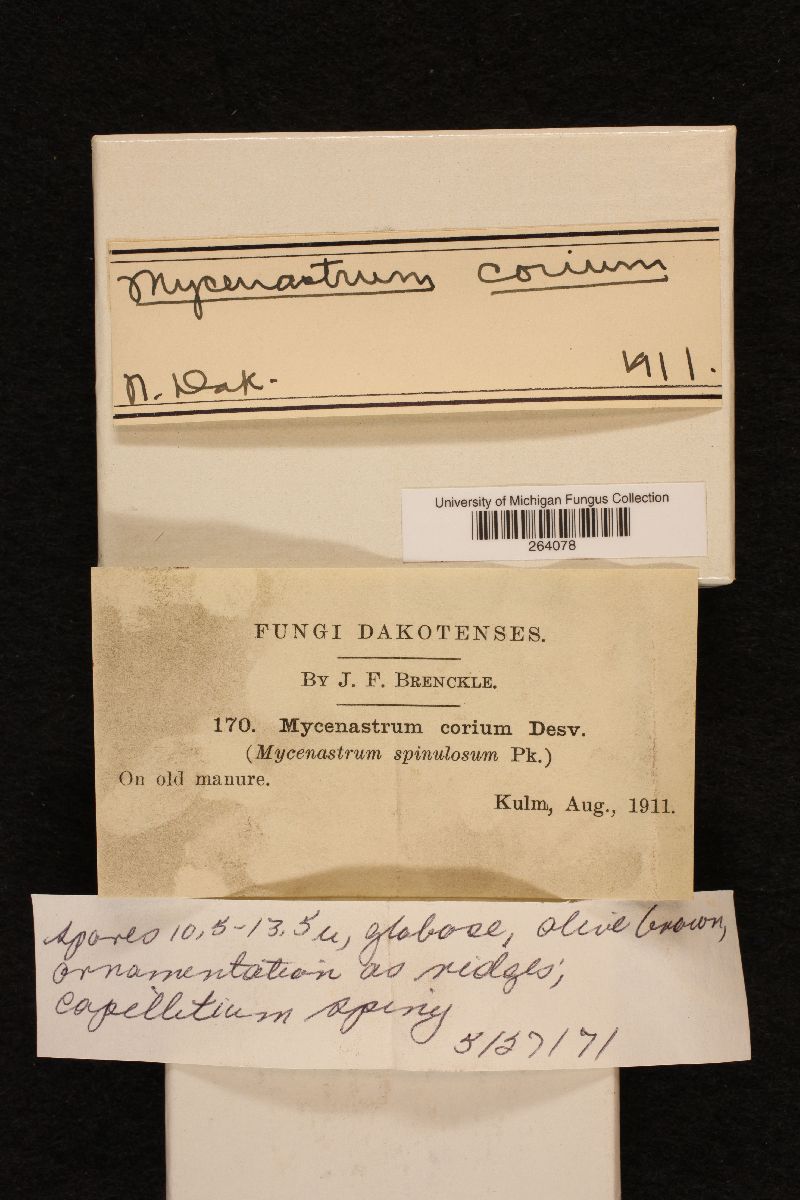 Mycenastrum corium
N. Dak. 1911.
University of Michigan Fungus Collection
264078
FUNGI DAKOTENSES.
BY J. F. BRENCKLE.
170. Mycenastrum corium Desv.
(Mycenastrum spinulosum Pk.)
On old manure.
Kulm, Aug., 1911.
spores 10,5-13,5u, globose, olive brown,
ornamentation as ridges;
capillitium spiny
5/27/71